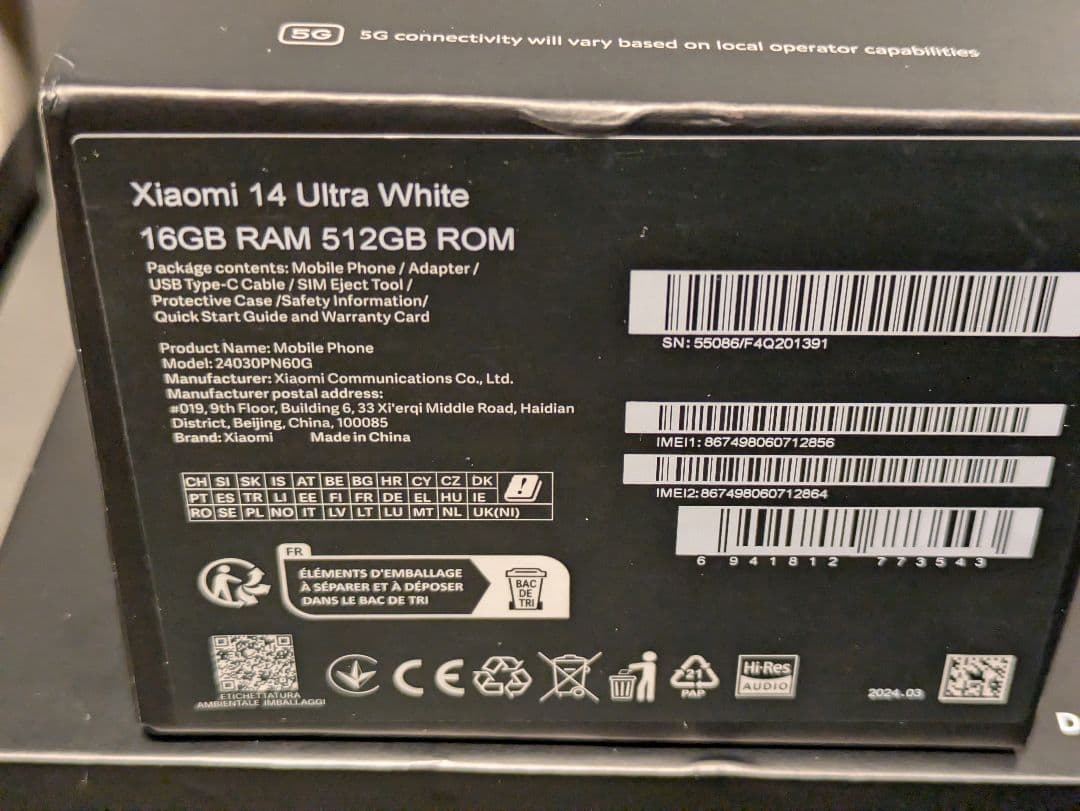 5G 5G connectivity will vary based on local operator capabilities
Xiaomi 14 Ultra White
16GB RAM 512GB ROM
Package contents: Mobile Phone / Adapter /
USB Type-C Cable / SIM Eject Tool /
Protective Case /Safety Information/
Quick Start Guide and Warranty Card
Product Name: Mobile Phone
Model: 24030PN60G
Manufacturer: Xiaomi Communications Co., Ltd.
Manufacturer postal address:
#019, 9th Floor, Building 6, 33 Xi'erqi Middle Road, Haidian
District, Beijing, China, 100085
Brand: Xiaomi Made in China
SN: 55086/F4Q201391
IMEI1: 867498060712856
IMEI2: 867498060712864
6 941812 773543
CH SI SK IS AT BE BG HR CY CZ DK
PT ES TR LI EE FI FR DE EL HU IE
RO SE PL NO IT LV LT LU MT NL UK(NI)
FR
ÉLÉMENTS D'EMBALLAGE
À SÉPARER ET À DÉPOSER
DANS LE BAC DE TRI
BAC
DE
TRI
ETICHETTATURA
AMBIENTALE IMBALLAGGI
CE
21
PAP
Hi-Res
AUDIO
2024.03